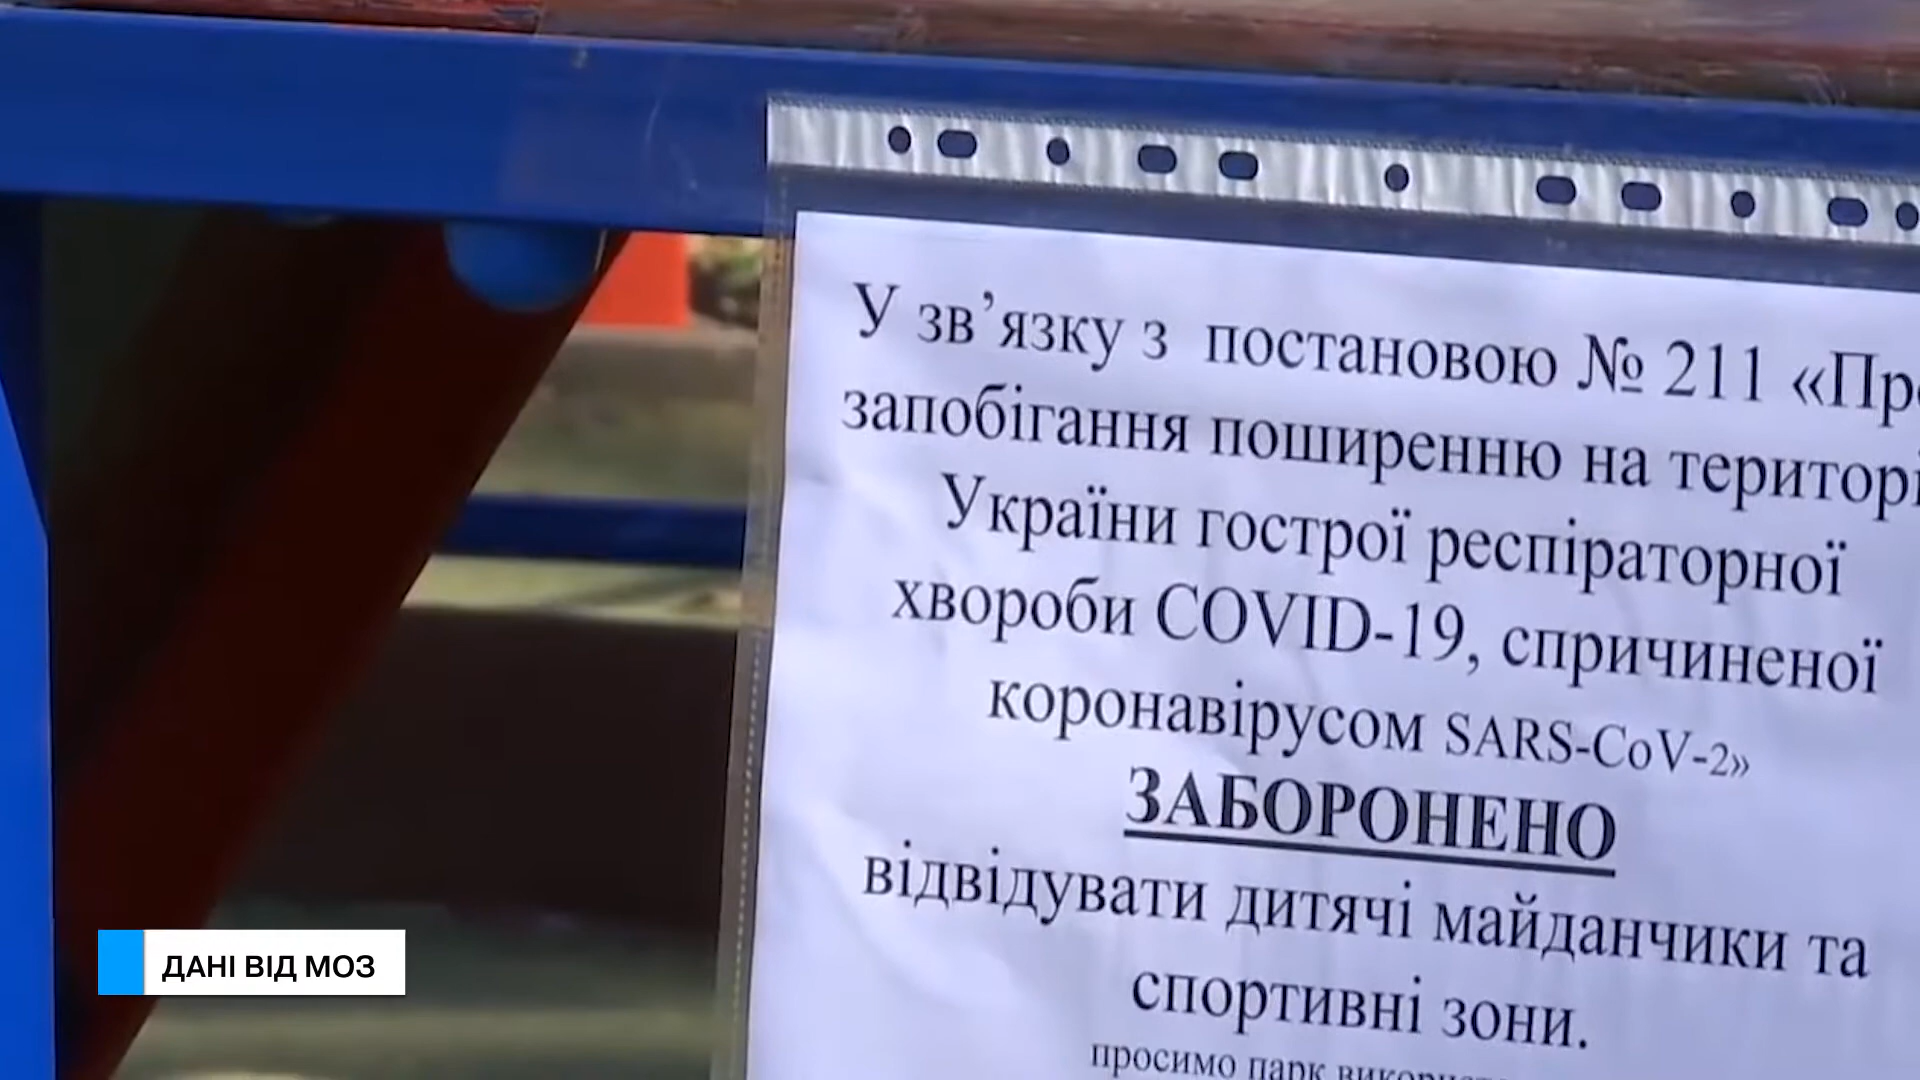 У зв’язку з постановою № 211 «Про
запобігання поширенню на територі
України гострої респіраторної
хвороби COVID-19, спричиненої
коронавірусом SARS-CoV-2»
ЗАБОРОНЕНО
відвідувати дитячі майданчики та
спортивні зони.
просимо парк
ДАНІ ВІД МОЗ